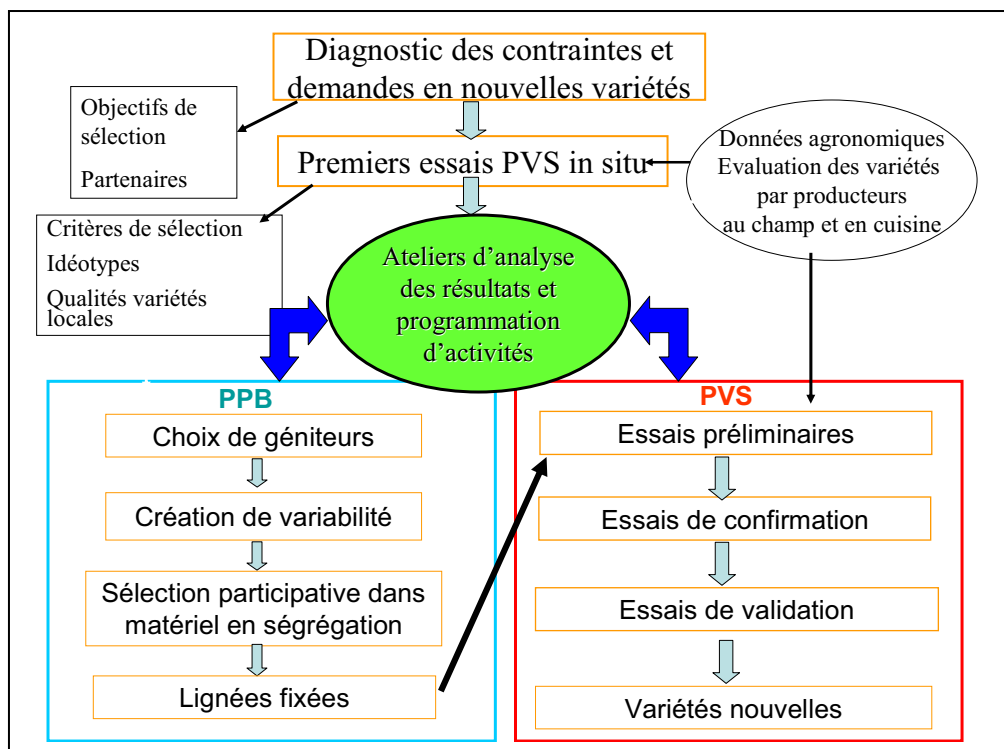 Diagnostic des contraintes et
demandes en nouvelles variétés
Objectifs de
sélection
Partenaires
Premiers essais PVS in situ
Données agronomiques
Evaluation des variétés
par producteurs
au champ et en cuisine
Critères de sélection
Idéotypes
Qualités variétés
locales
Ateliers d'analyse
des résultats et
programmation
d'activités
PPB
Choix de géniteurs
Création de variabilité
Sélection participative dans
matériel en ségrégation
Lignées fixées
PVS
Essais préliminaires
Essais de confirmation
Essais de validation
Variétés nouvelles